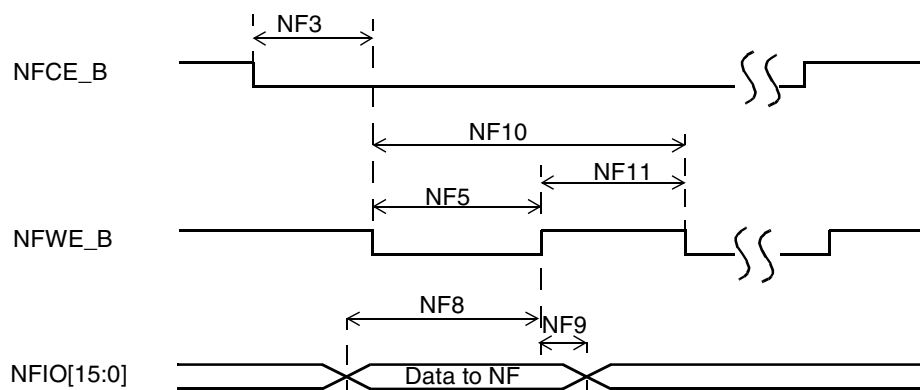 NF3
NFCE_B
NF10
NF11
NF5
NFWE_B
NF8
NF9
NFIO[15:0]
Data to NF